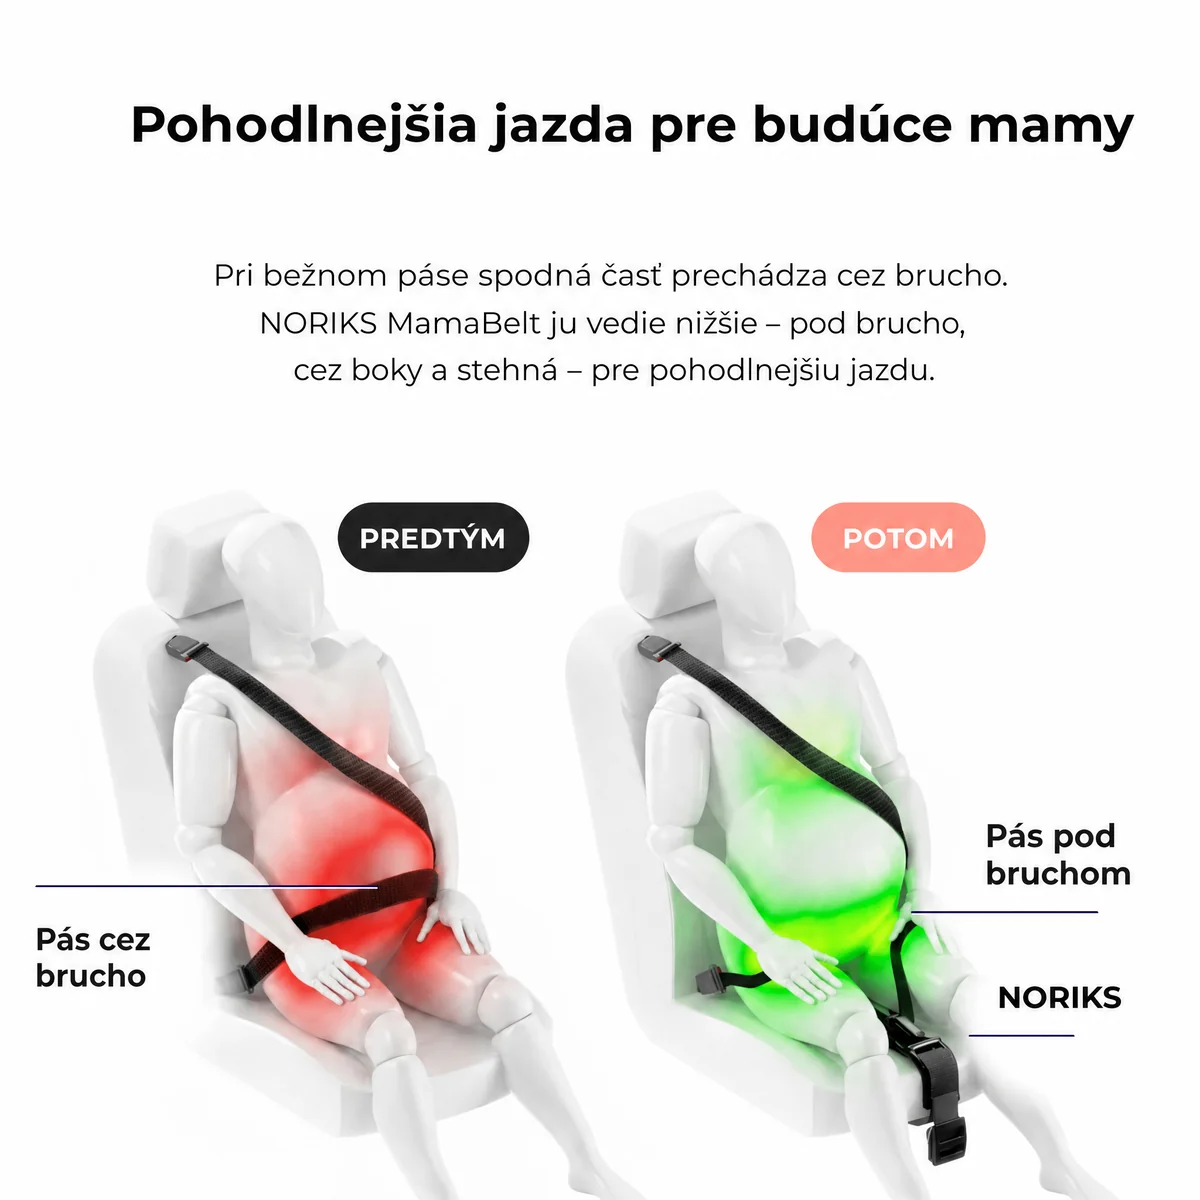 Pohodlnejšia jazda pre budúce mamy
Pri bežnom páse spodná časť prechádza cez brucho.
NORIKS MamaBelt ju vedie nižšie – pod brucho,
cez boky a stehná – pre pohodlnejšiu jazdu.
PREDTÝM
POTOM
Pás cez
brucho
Pás pod
bruchom
NORIKS